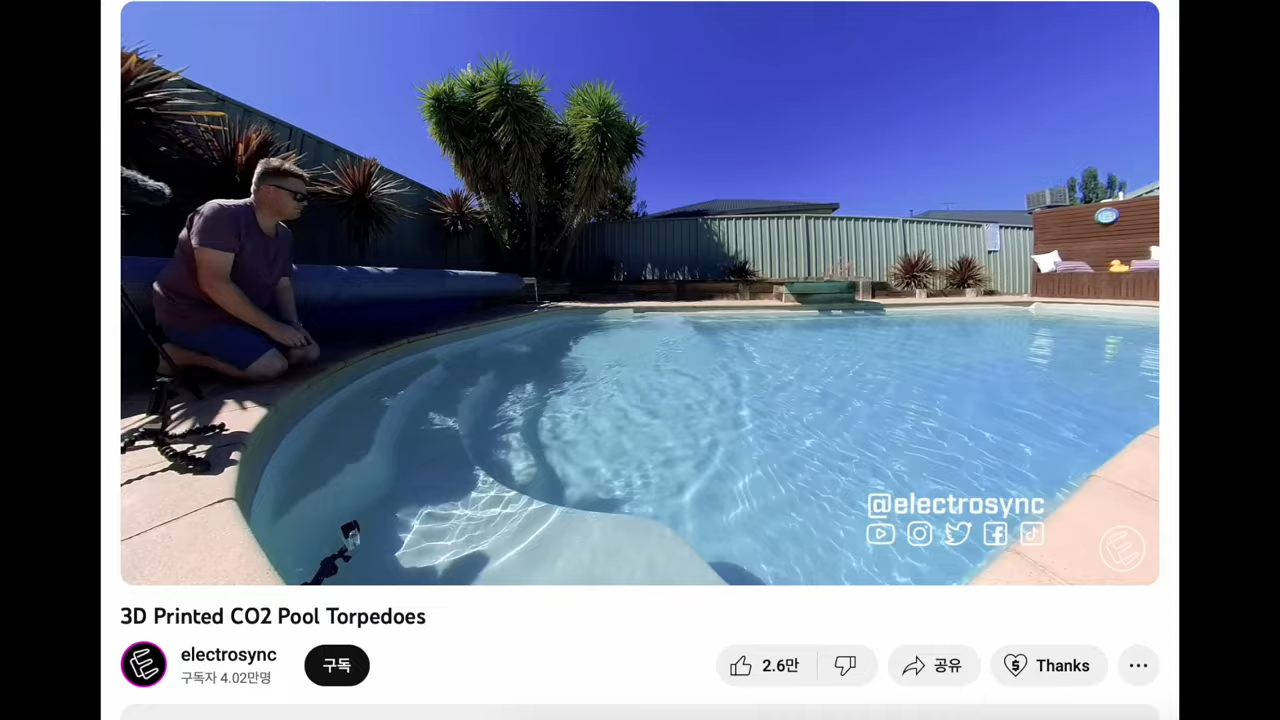 @electrosync
3D Printed CO2 Pool Torpedoes
electrosync
구독자 4.02만명
구독
2.6만
공유
Thanks